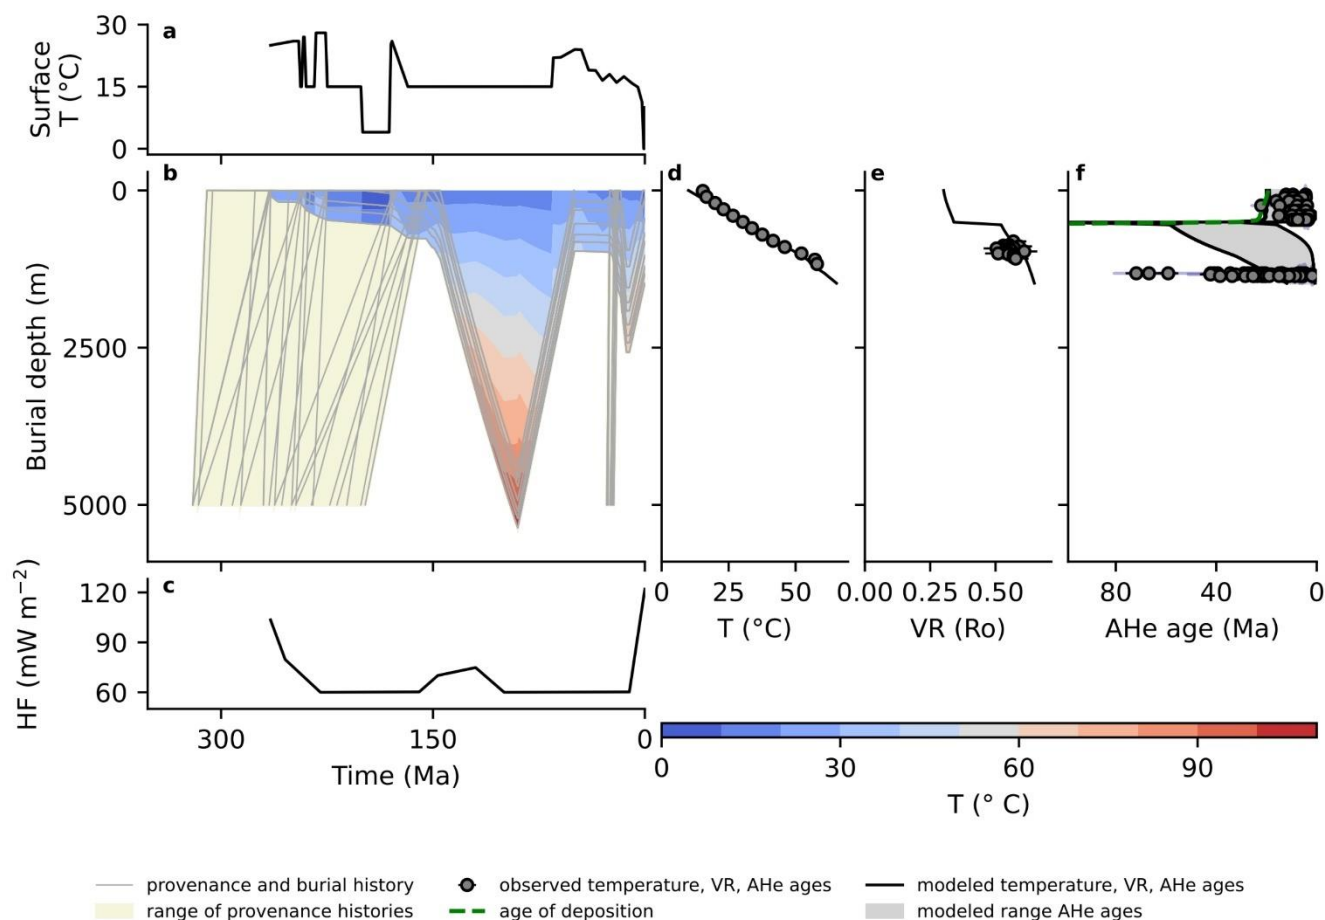 30
a
Surface
T (°C)
15
0
b
d
e
f
0
Burial depth (m)
2500
5000
c
0
25
50
0.00
0.25
0.50
80
40
0
T (°C)
VR (Ro)
AHe age (Ma)
120
HF (mW m⁻²)
90
60
300
150
0
Time (Ma)
0
30
60
90
T (° C)
provenance and burial history
observed temperature, VR, AHe ages
modeled temperature, VR, AHe ages
range of provenance histories
age of deposition
modeled range AHe ages